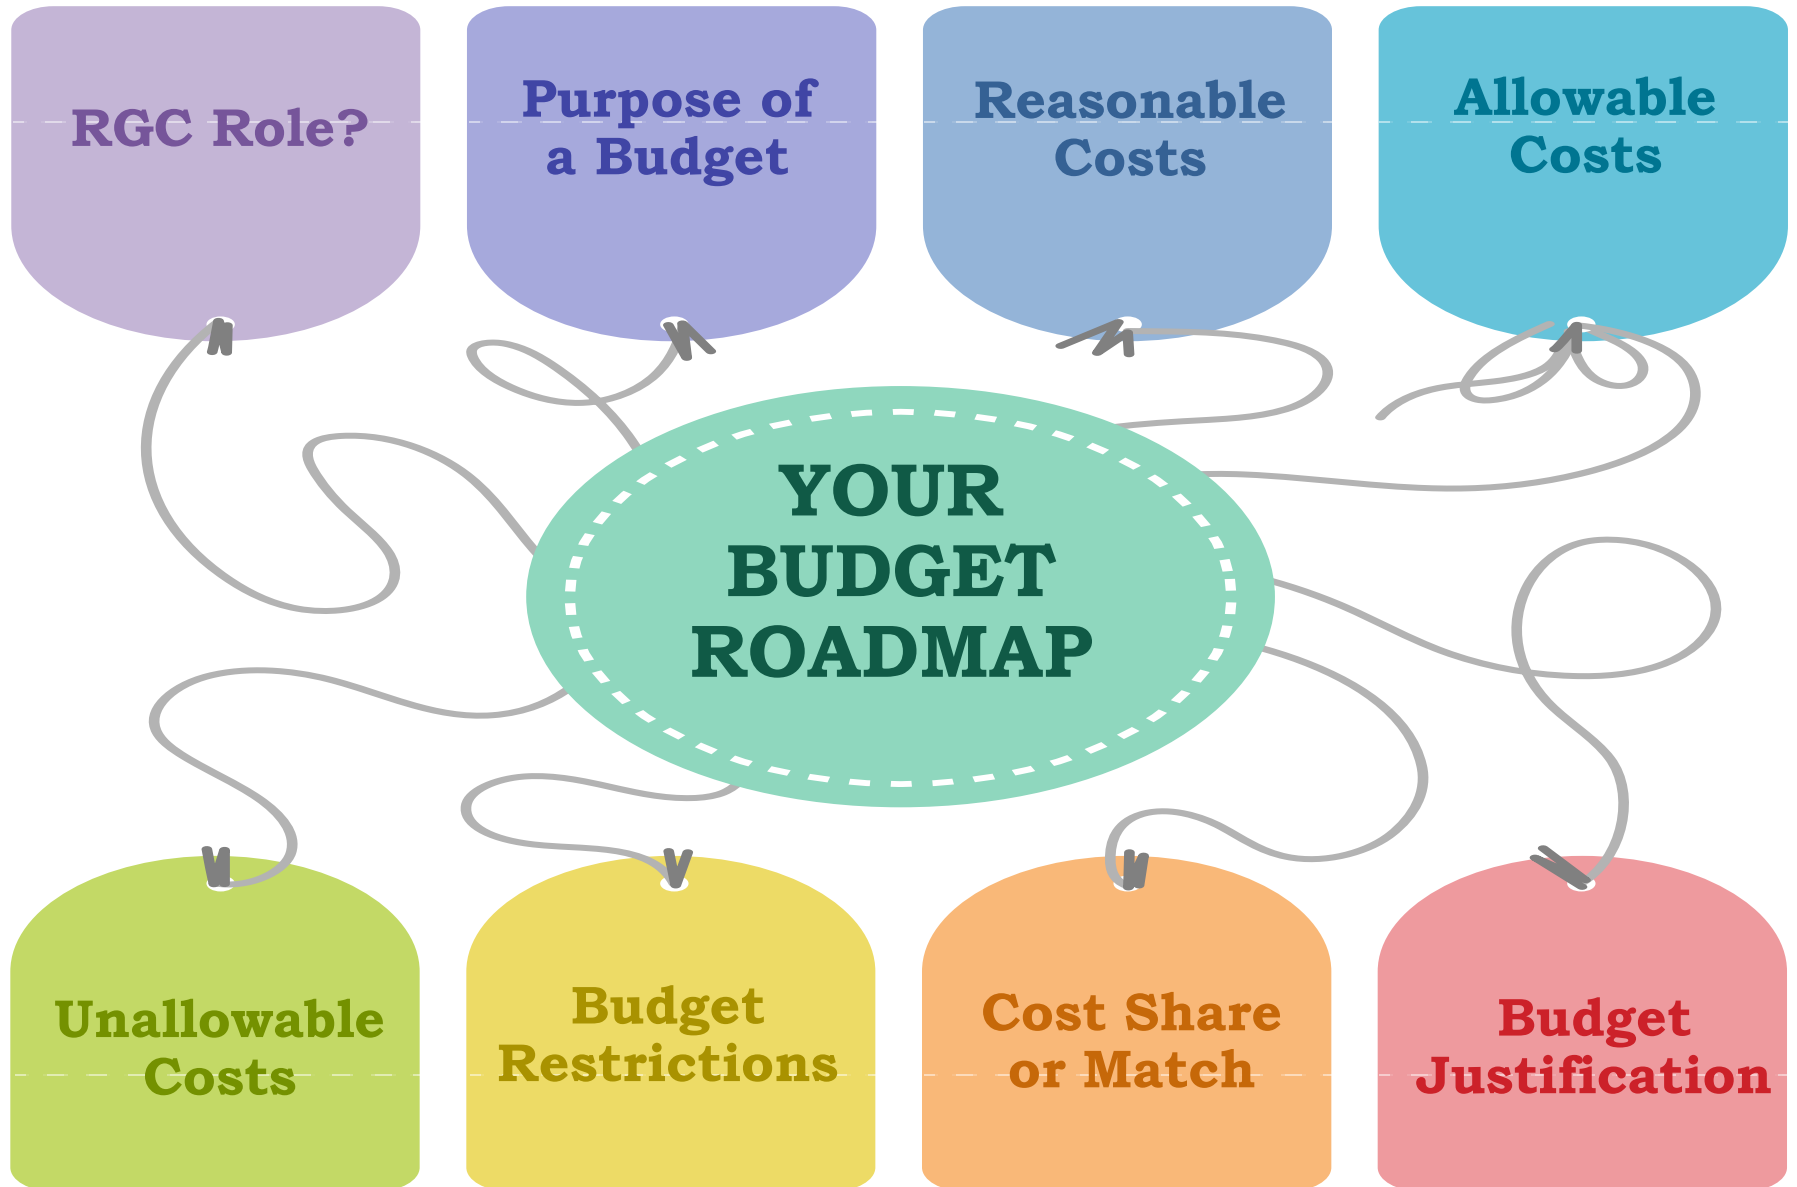 RGC Role?
Purpose of
a Budget
Reasonable
Costs
Allowable
Costs
YOUR
BUDGET
ROADMAP
Unallowable
Costs
Budget
Restrictions
Cost Share
or Match
Budget
Justification